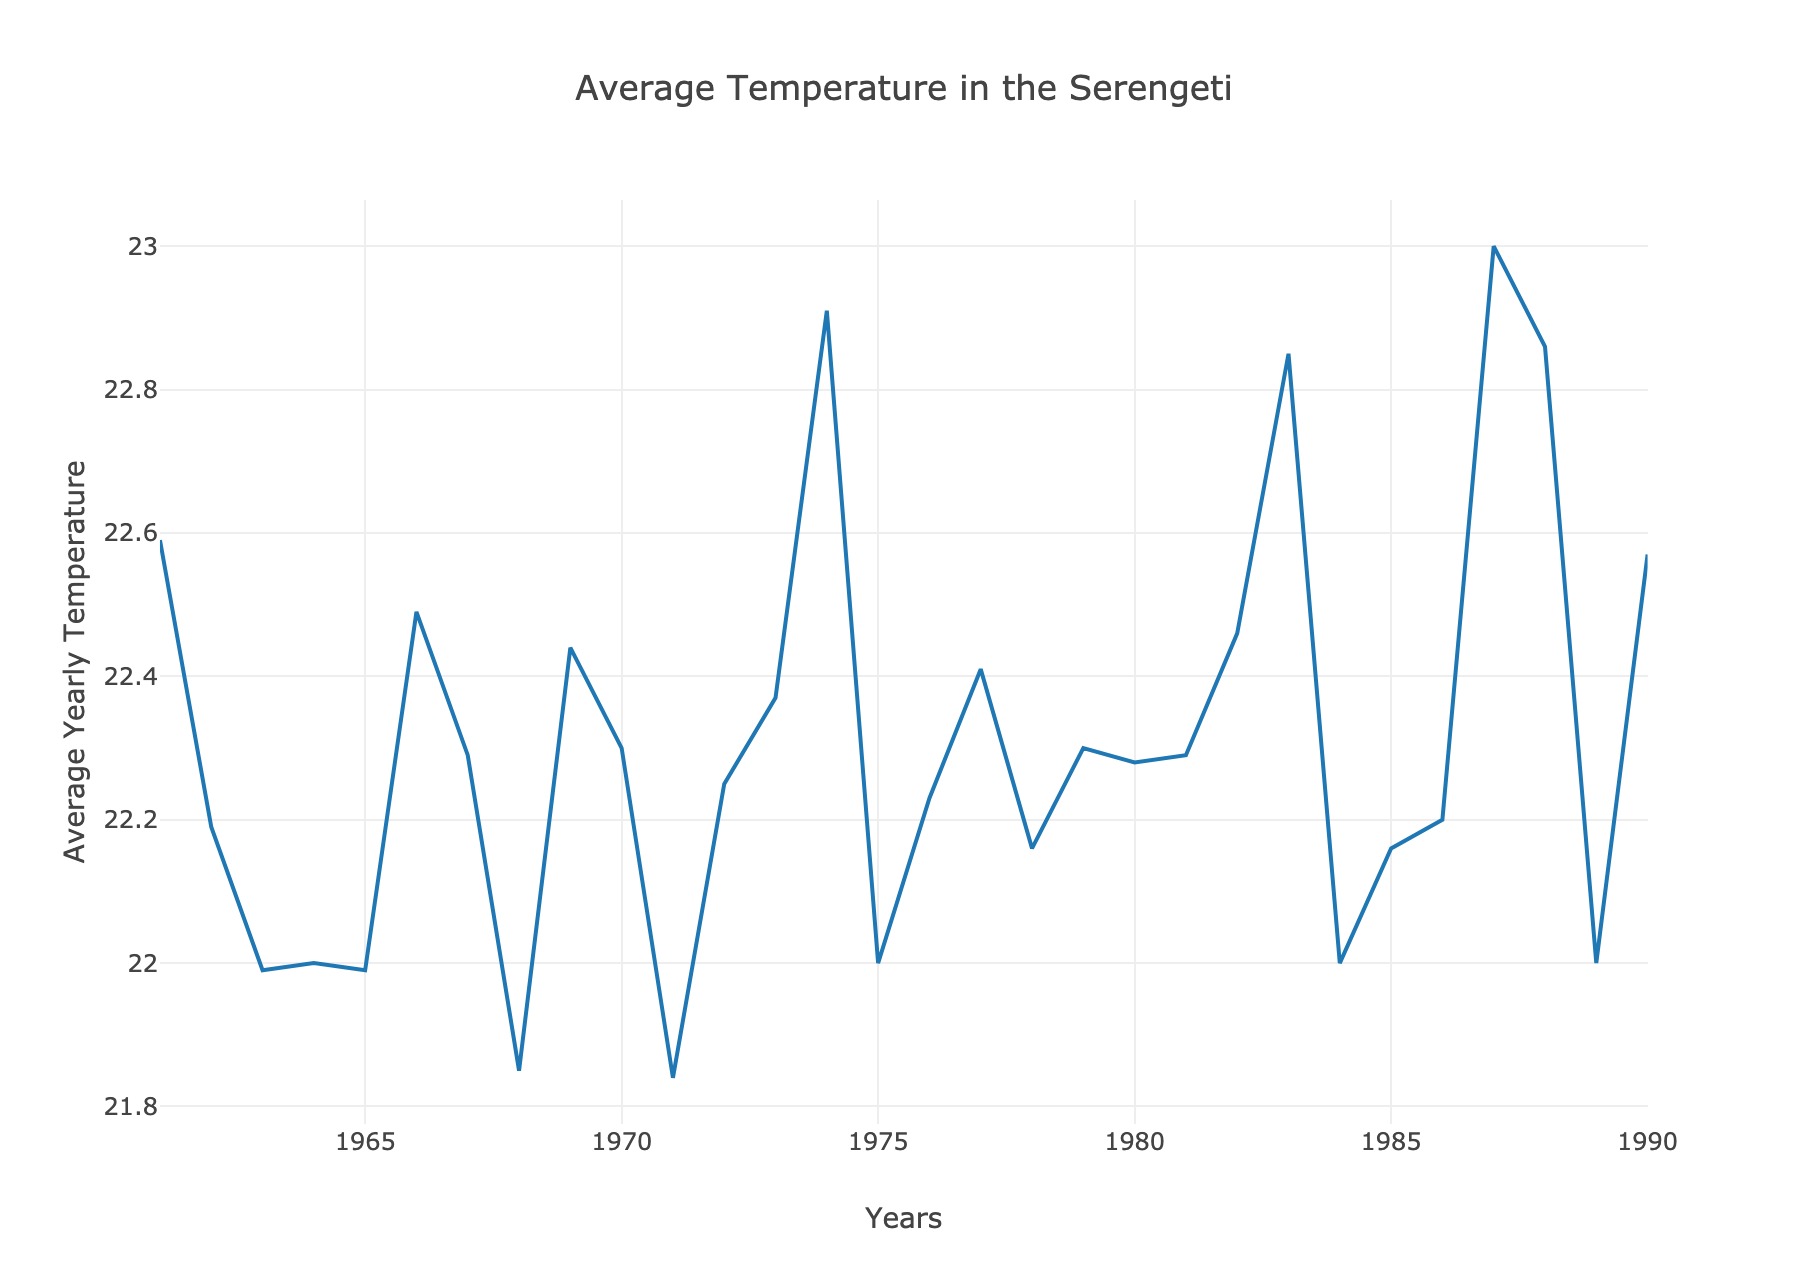 Average Temperature in the Serengeti
Average Yearly Temperature
23
22.8
22.6
22.4
22.2
22
21.8
1965 1970 1975 1980 1985 1990
Years